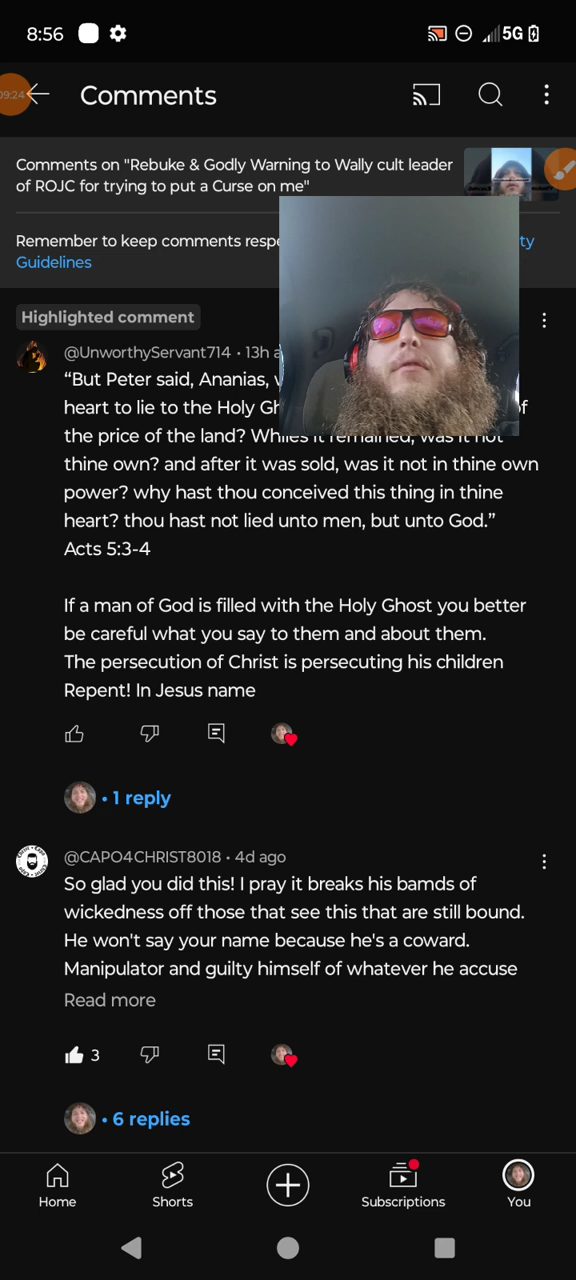 8:56
5G
09:24
Comments
Comments on "Rebuke & Godly Warning to Wally cult leader
of ROJC for trying to put a Curse on me"
Remember to keep comments
Guidelines
Highlighted comment
@UnworthyServant714 • 13h
“But Peter said, Ananias,
heart to lie to the Holy
the price of the land? Whiles it remained, was it not
thine own? and after it was sold, was it not in thine own
power? why hast thou conceived this thing in thine
heart? thou hast not lied unto men, but unto God.”
Acts 5:3-4
If a man of God is filled with the Holy Ghost you better
be careful what you say to them and about them.
The persecution of Christ is persecuting his children
Repent! In Jesus name
• 1 reply
@CAPO4CHRIST8018 • 4d ago
So glad you did this! I pray it breaks his bamds of
wickedness off those that see this that are still bound.
He won't say your name because he's a coward.
Manipulator and guilty himself of whatever he accuse
Read more
3
• 6 replies
Home
Shorts
Subscriptions
You